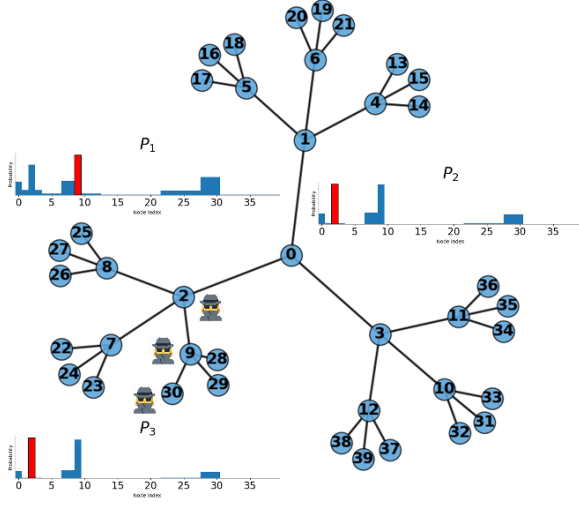 20 19 21
18 16 17 6 5
13 15 4 14
1
P1
Probability
0 5 10 15 20 25 30 35
Node Index
P2
Probability
0 5 10 15 20 25 30 35
Node Index
0
25 27 8 26
2
36 35 11 34
3
22 7 24 23
9 28 29 30
10 33 31 32
12 38 37 39
P3
Probability
0 5 10 15 20 25 30 35
Node Index